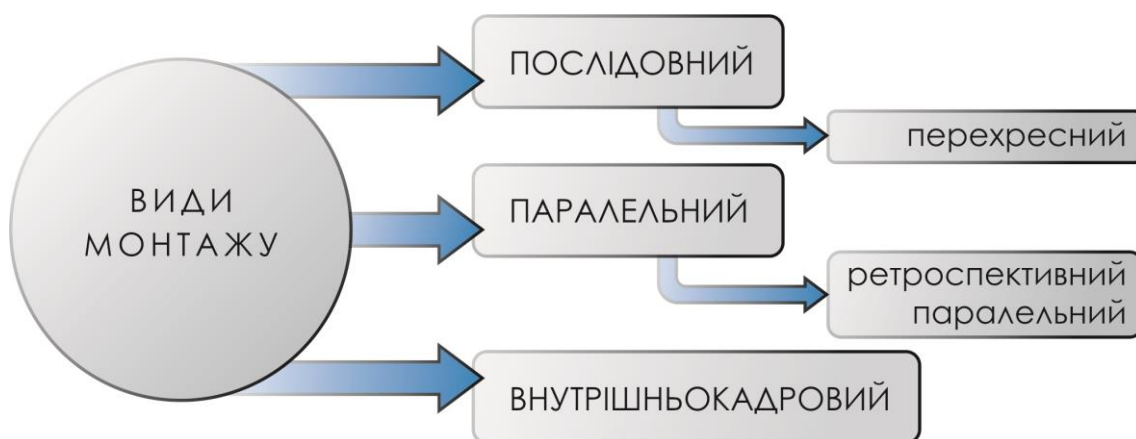 ВИДИ
МОНТАЖУ
ПОСЛІДОВНИЙ
перехресний
ПАРАЛЕЛЬНИЙ
ретроспективний
паралельний
ВНУТРІШНЬОКАДРОВИЙ